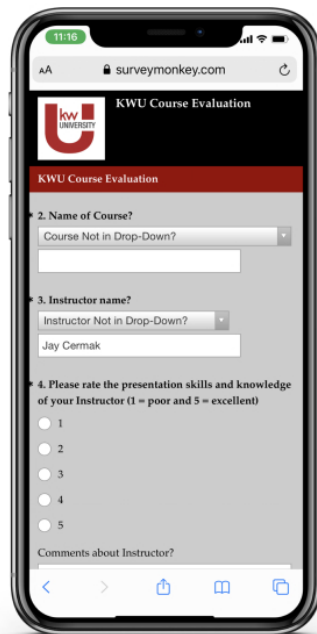 11:16
AA surveymonkey.com
kw
UNIVERSITY
KWU Course Evaluation
KWU Course Evaluation
* 2. Name of Course?
Course Not in Drop-Down?
* 3. Instructor name?
Instructor Not in Drop-Down?
Jay Cermak
* 4. Please rate the presentation skills and knowledge
of your Instructor (1 = poor and 5 = excellent)
1
2
3
4
5
Comments about Instructor?